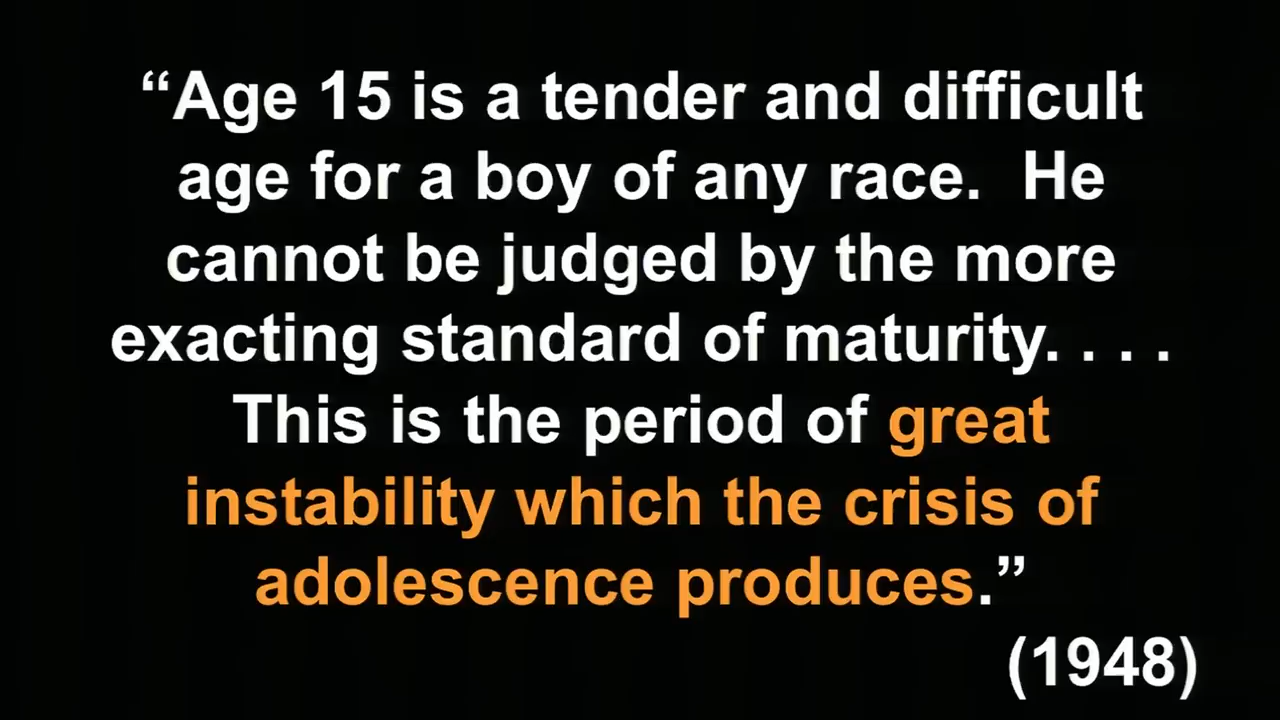 “Age 15 is a tender and difficult
age for a boy of any race.  He
cannot be judged by the more
exacting standard of maturity. . . .
This is the period of great
instability which the crisis of
adolescence produces.”
(1948)